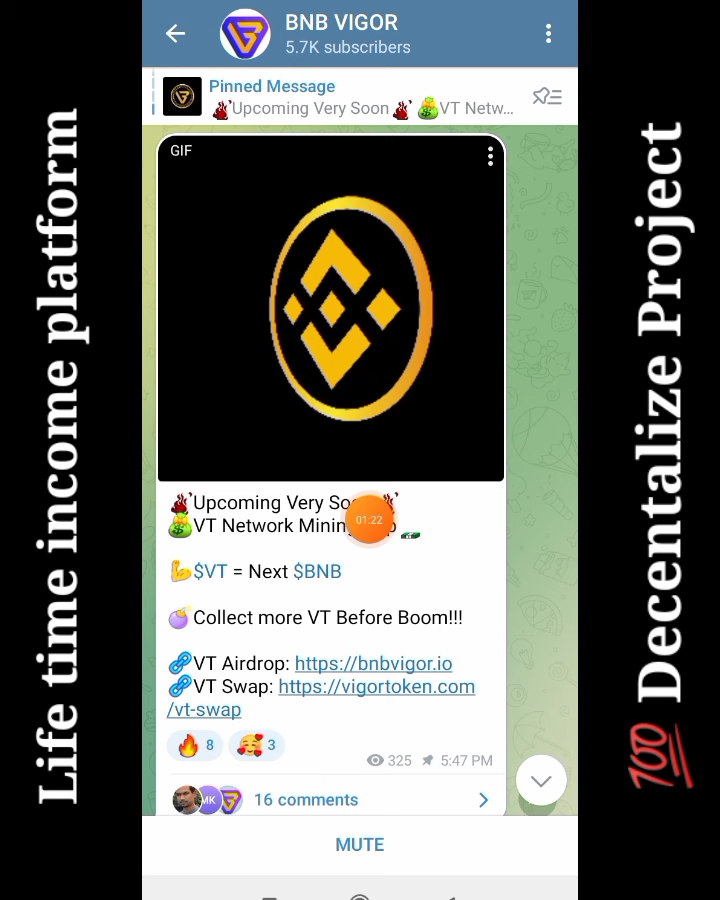 BNB VIGOR
5.7K subscribers
Pinned Message
🌋Upcoming Very Soon🌋 💰VT Netw...
GIF
Upcoming Very So
01:22
VT Network Minin p
💪$VT = Next $BNB
💣Collect more VT Before Boom!!!
🔗VT Airdrop: https://bnbvigor.io
🔗VT Swap: https://vigortoken.com
/vt-swap
🔥 8 🥰 3
325 5:47 PM
MK
16 comments
MUTE
Life time income platform
💯 Decentalize Project